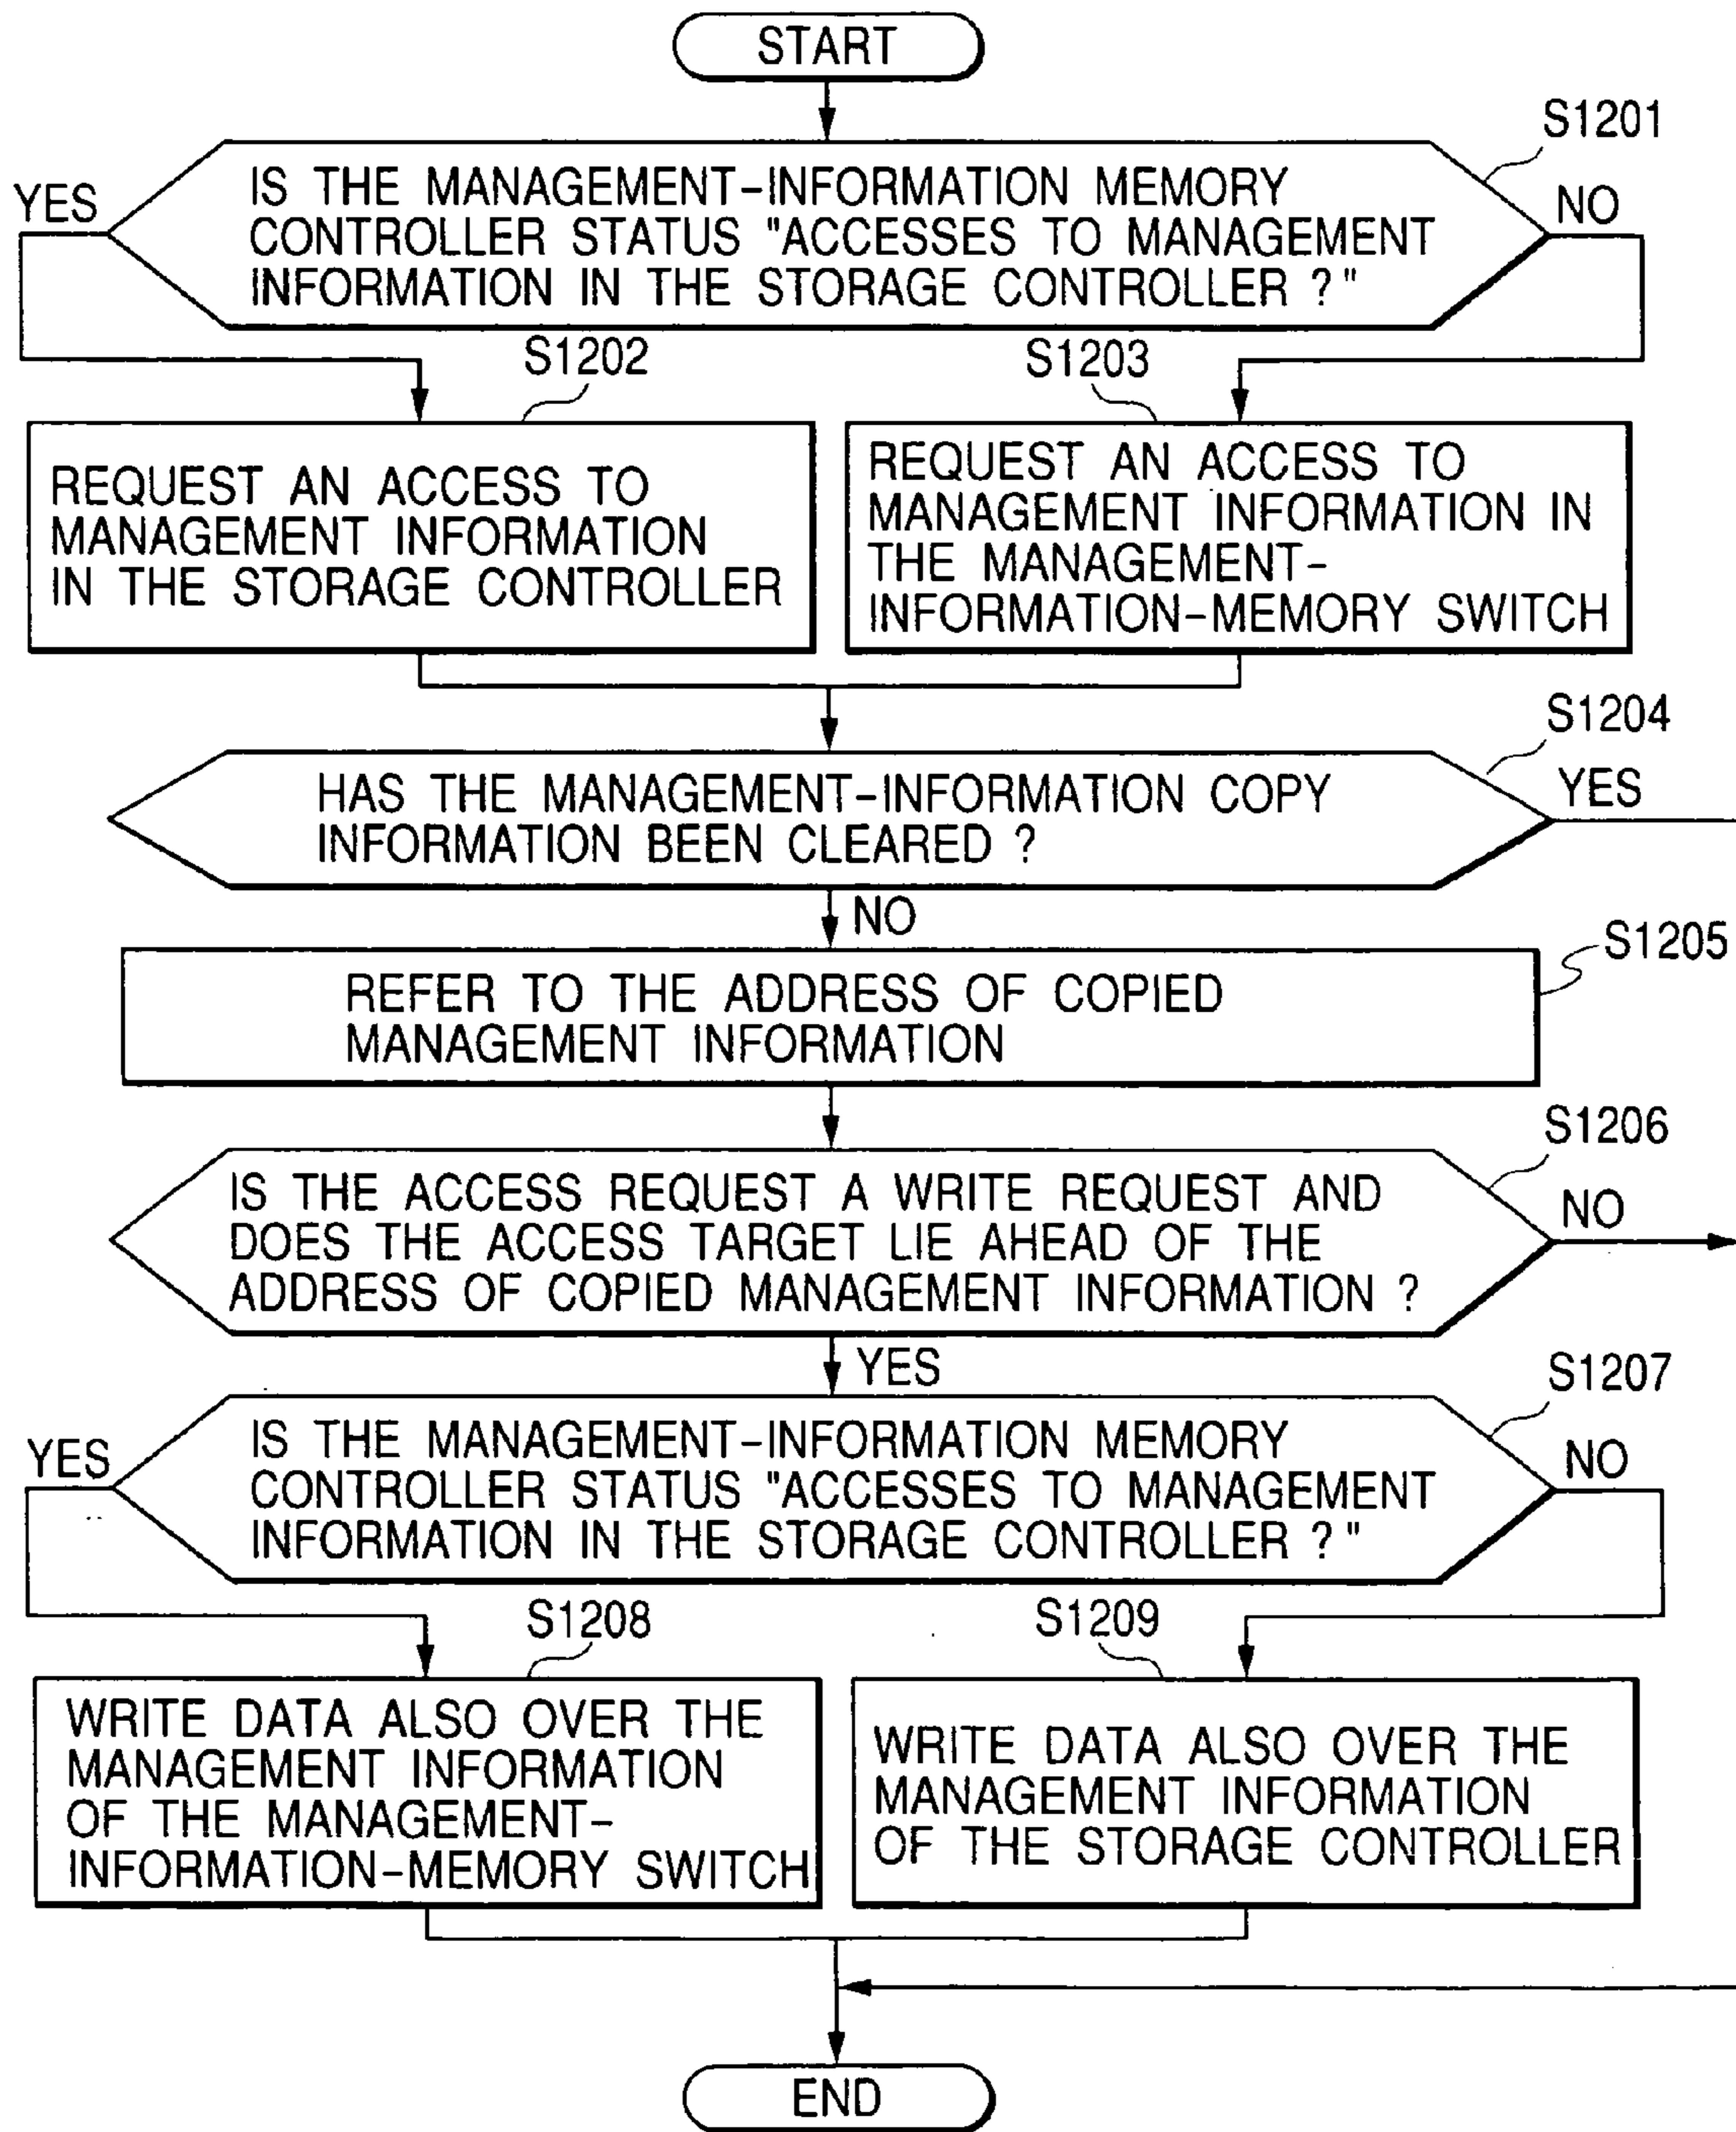 START
S1201
YES
IS THE MANAGEMENT-INFORMATION MEMORY
CONTROLLER STATUS "ACCESSES TO MANAGEMENT
INFORMATION IN THE STORAGE CONTROLLER ?"
NO
S1202
S1203
REQUEST AN ACCESS TO
MANAGEMENT INFORMATION
IN THE STORAGE CONTROLLER
REQUEST AN ACCESS TO
MANAGEMENT INFORMATION IN
THE MANAGEMENT-
INFORMATION-MEMORY SWITCH
S1204
HAS THE MANAGEMENT-INFORMATION COPY
INFORMATION BEEN CLEARED ?
YES
NO
S1205
REFER TO THE ADDRESS OF COPIED
MANAGEMENT INFORMATION
S1206
IS THE ACCESS REQUEST A WRITE REQUEST AND
DOES THE ACCESS TARGET LIE AHEAD OF THE
ADDRESS OF COPIED MANAGEMENT INFORMATION ?
NO
YES
S1207
YES
IS THE MANAGEMENT-INFORMATION MEMORY
CONTROLLER STATUS "ACCESSES TO MANAGEMENT
INFORMATION IN THE STORAGE CONTROLLER ?"
NO
S1208
S1209
WRITE DATA ALSO OVER THE
MANAGEMENT INFORMATION
OF THE MANAGEMENT-
INFORMATION-MEMORY SWITCH
WRITE DATA ALSO OVER THE
MANAGEMENT INFORMATION
OF THE STORAGE CONTROLLER
END